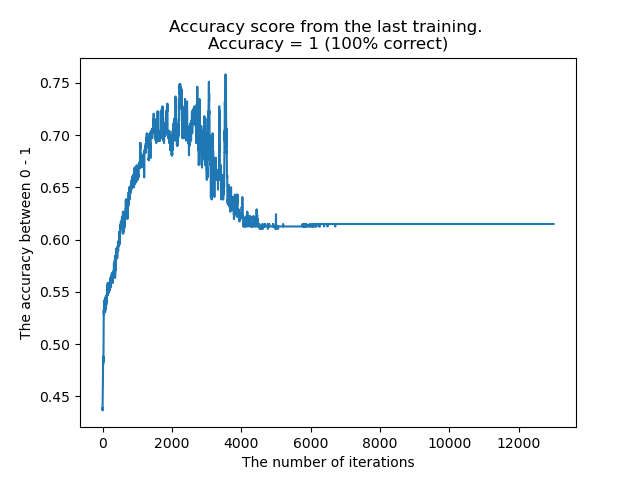 Accuracy score from the last training.
Accuracy = 1 (100% correct)
The accuracy between 0 - 1
0.75
0.70
0.65
0.60
0.55
0.50
0.45
0 2000 4000 6000 8000 10000 12000
The number of iterations